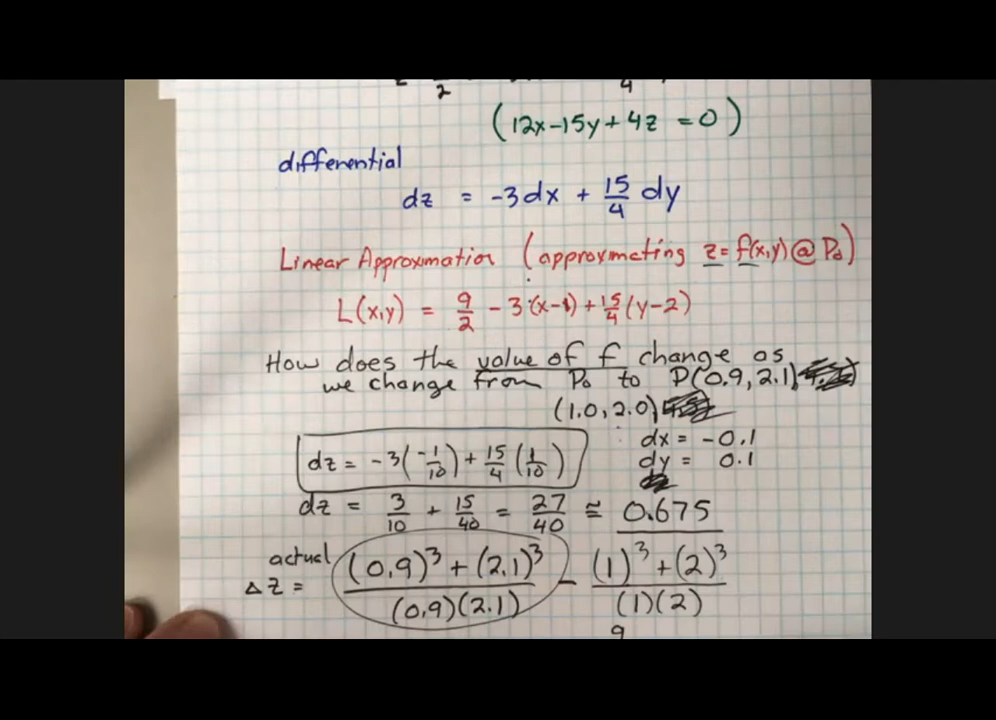 2 4
(12x-15y+4z =0)
differential
dz = -3dx + 15/4 dy
Linear Approximation (approximating z = f(x,y) @ P₀)
L(x,y) = 9/2 - 3(x-1) + 15/4 (y-2)
How does the value of f change as
we change from P₀ to P(0.9, 2.1)
(1.0, 2.0)
dx = -0.1
dz = -3(-1/10) + 15/4 (1/10)
dy = 0.1
dz = 3/10 + 15/40 = 27/40 ≅ 0.675
actual
Δz = (0.9)³ + (2.1)³/(0.9)(2.1) - (1)³ + (2)³/(1)(2)
9